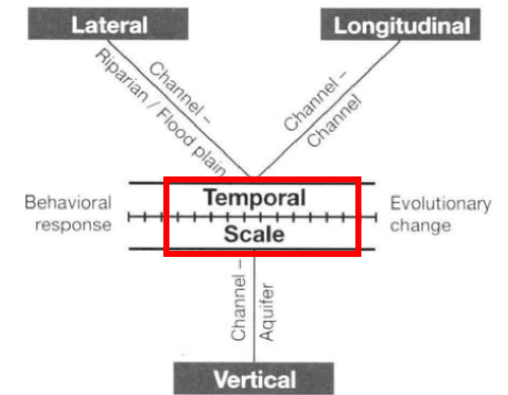 Lateral
Longitudinal
Channel –
Riparian / Flood plain
Channel –
Channel
Behavioral
response
Temporal
Scale
Evolutionary
change
Channel –
Aquifer
Vertical